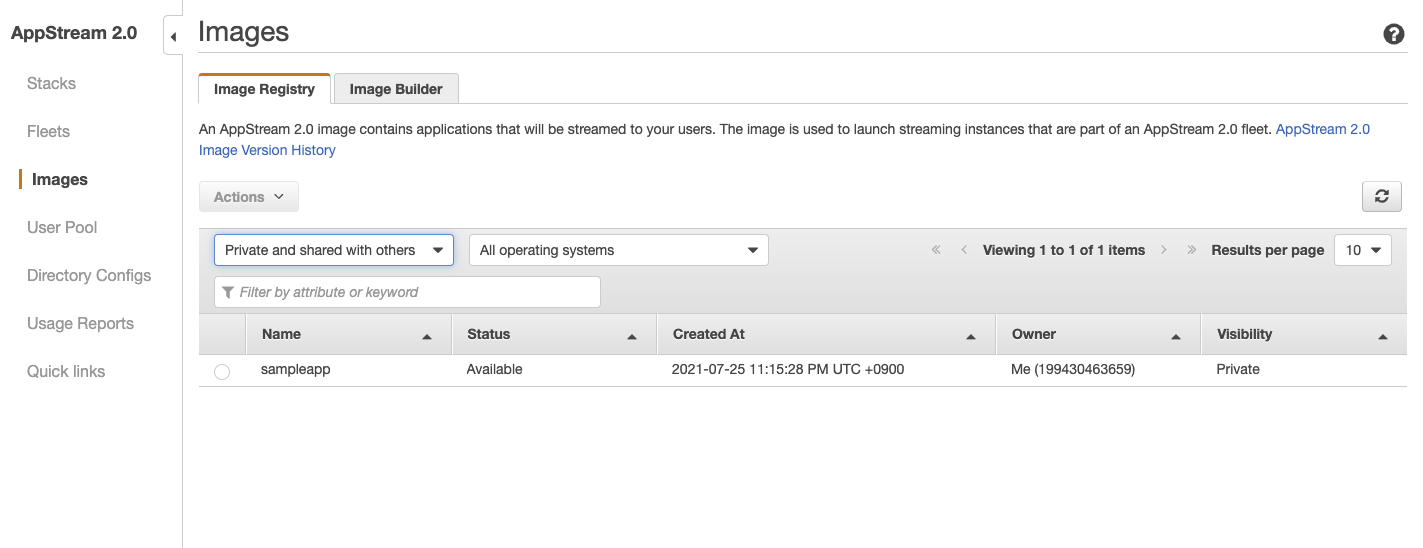 AppStream 2.0
Stacks
Fleets
Images
User Pool
Directory Configs
Usage Reports
Quick links
Images
Image Registry
Image Builder
An AppStream 2.0 image contains applications that will be streamed to your users. The image is used to launch streaming instances that are part of an AppStream 2.0 fleet. AppStream 2.0
Image Version History
Actions
Private and shared with others
All operating systems
Viewing 1 to 1 of 1 items
Results per page
10
Filter by attribute or keyword
Name Status Created At Owner Visibility
sampleapp Available 2021-07-25 11:15:28 PM UTC +0900 Me (199430463659) Private